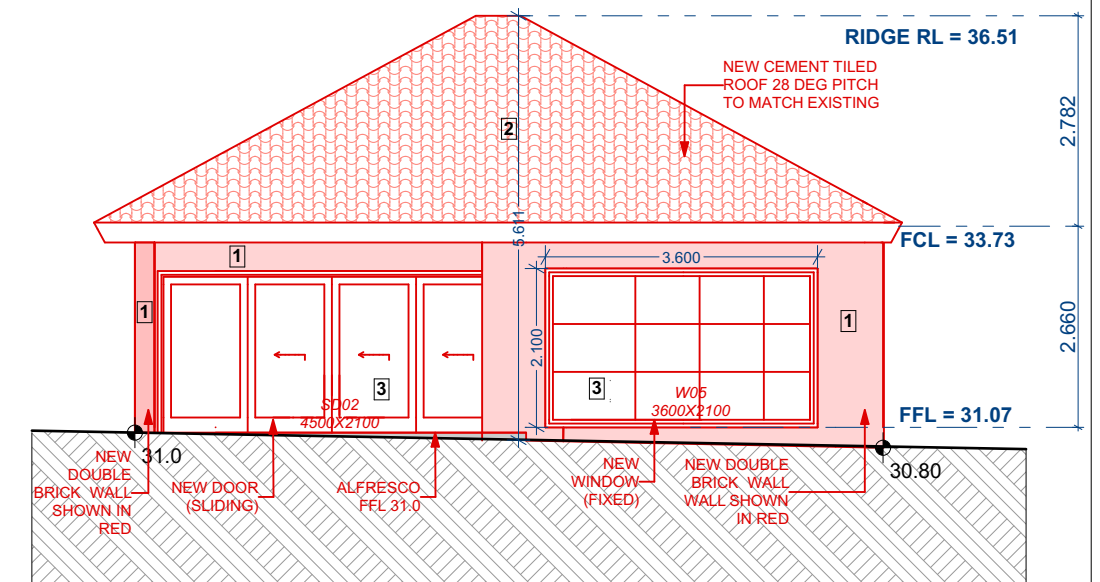 RIDGE RL = 36.51
NEW CEMENT TILED
ROOF 28 DEG PITCH
TO MATCH EXISTING
2
2.782
5.611
FCL = 33.73
1
3.600
1
1
2.100
2.660
3
3
SD02
4500X2100
W05
3600X2100
FFL = 31.07
31.0
30.80
NEW
DOUBLE
BRICK WALL
SHOWN IN
RED
NEW DOOR
(SLIDING)
ALFRESCO
FFL 31.0
NEW
WINDOW
(FIXED)
NEW DOUBLE
BRICK WALL
WALL SHOWN
IN RED